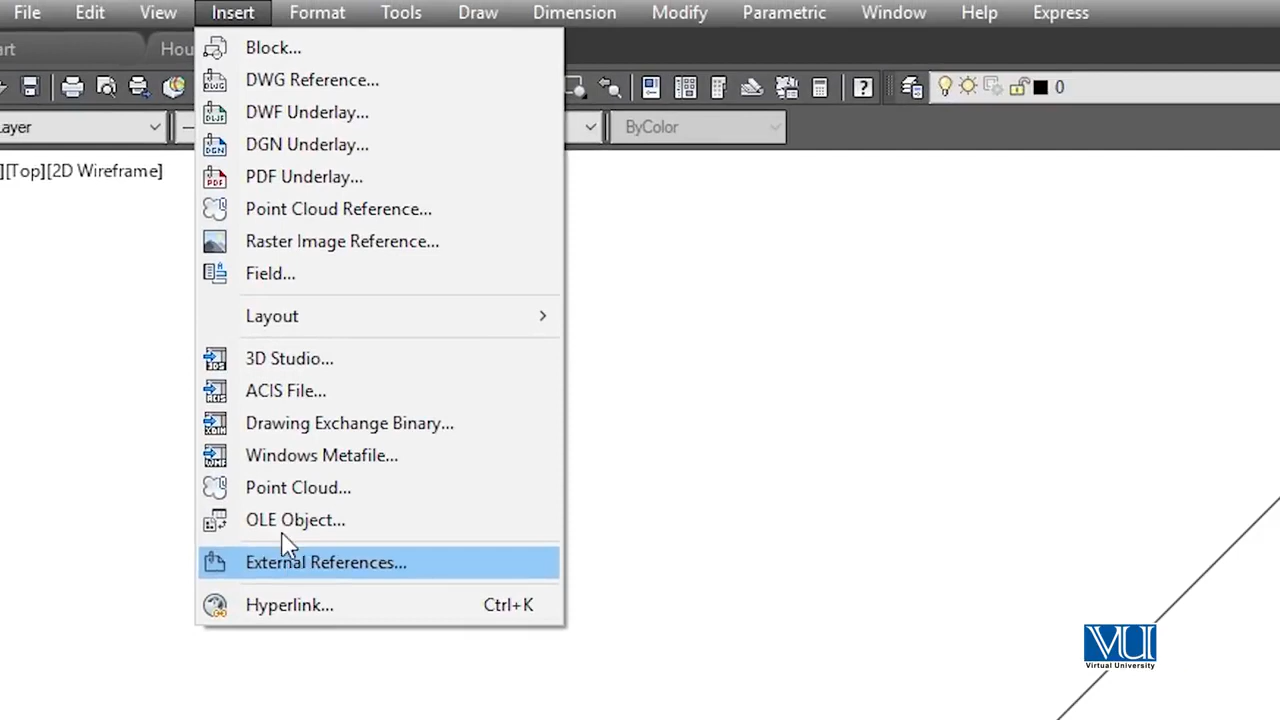 File Edit View Insert Format Tools Draw Dimension Modify Parametric Window Help Express
Block...
DWG Reference...
DWF Underlay...
DGN Underlay...
PDF Underlay...
Point Cloud Reference...
Raster Image Reference...
Field...
Layout
3D Studio...
ACIS File...
Drawing Exchange Binary...
Windows Metafile...
Point Cloud...
OLE Object...
External References...
Hyperlink... Ctrl+K
art Hou
0
Layer ByColor
][Top][2D Wireframe]
VU
Virtual University